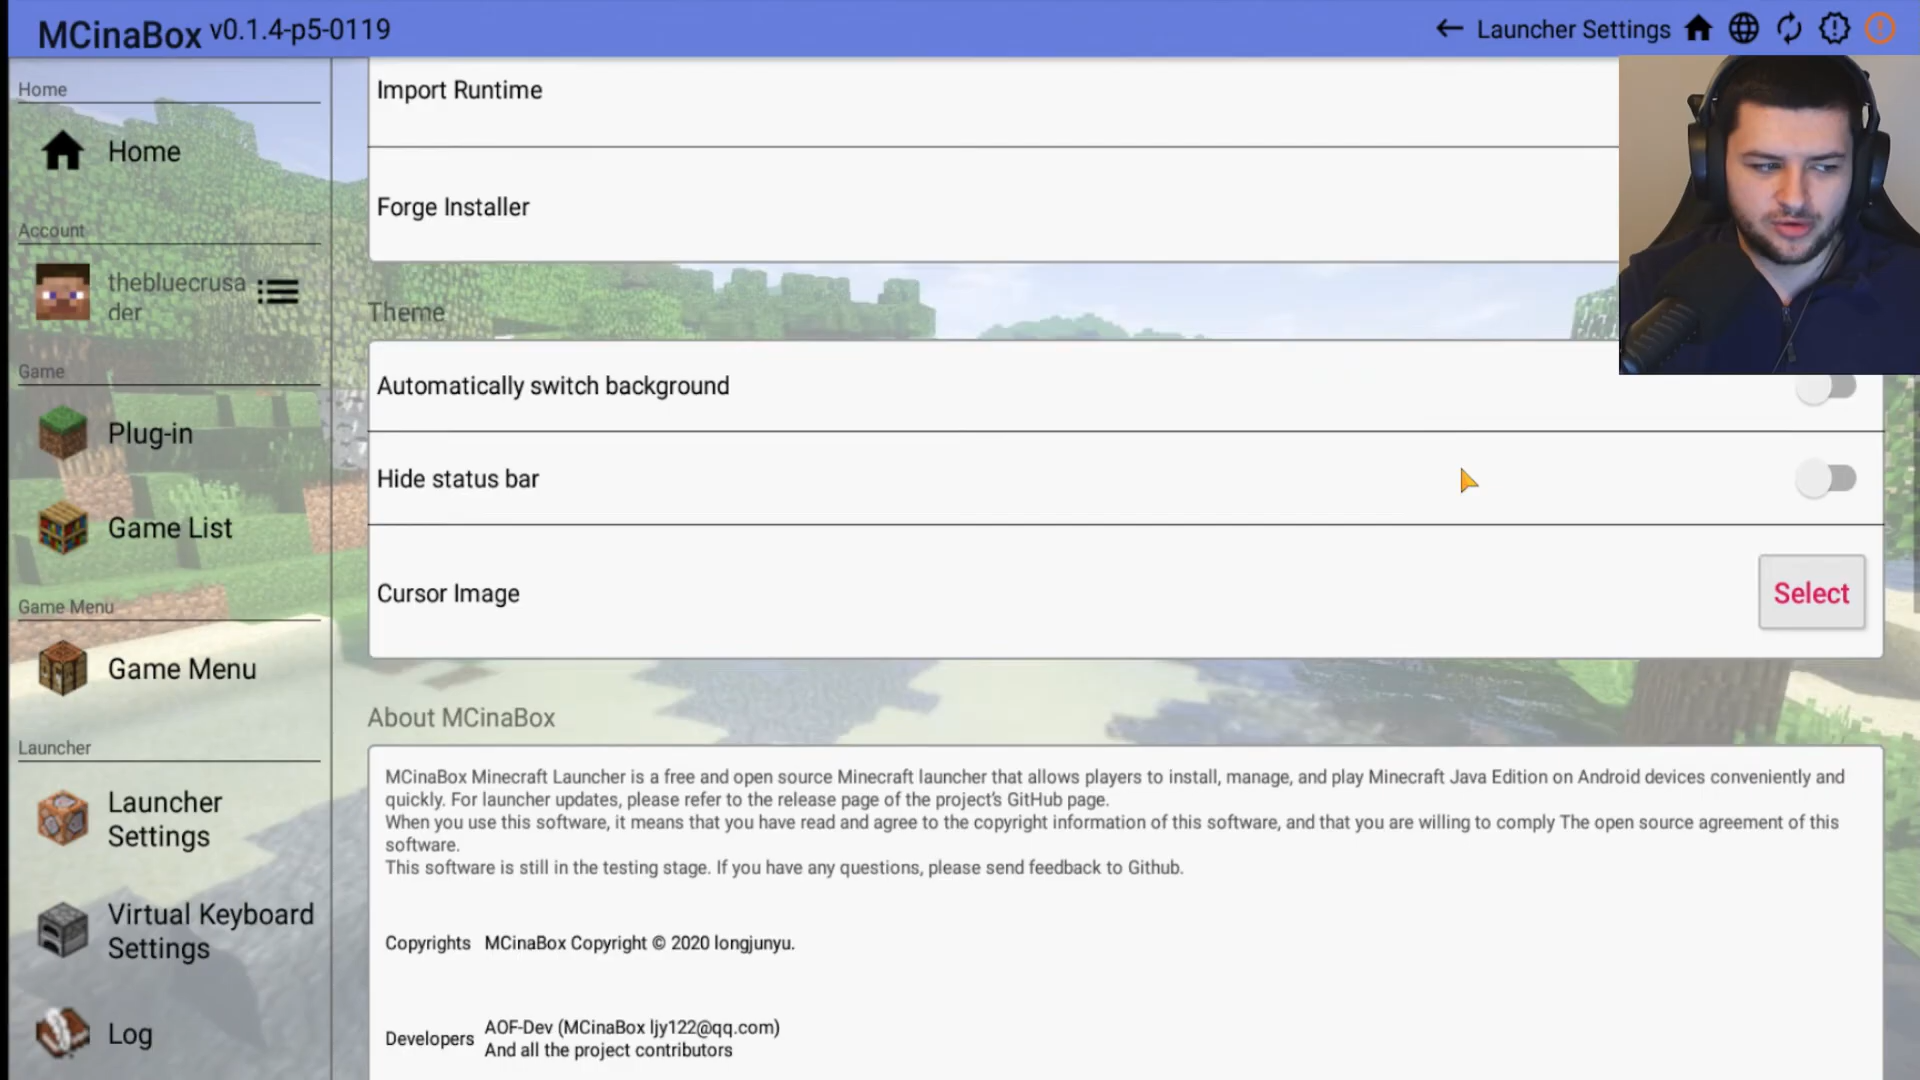 MCinaBox v0.1.4-p5-0119
Launcher Settings
Home
Home
Account
thebluecrusa
der
Game
Plug-in
Game List
Game Menu
Game Menu
Launcher
Launcher
Settings
Virtual Keyboard
Settings
Log
Import Runtime
Forge Installer
Theme
Automatically switch background
Hide status bar
Cursor Image
Select
About MCinaBox
MCinaBox Minecraft Launcher is a free and open source Minecraft launcher that allows players to install, manage, and play Minecraft Java Edition on Android devices conveniently and
quickly. For launcher updates, please refer to the release page of the project's GitHub page.
When you use this software, it means that you have read and agree to the copyright information of this software, and that you are willing to comply The open source agreement of this
software.
This software is still in the testing stage. If you have any questions, please send feedback to Github.
Copyrights MCinaBox Copyright © 2020 longjunyu.
Developers AOF-Dev (MCinaBox ljy122@qq.com)
And all the project contributors